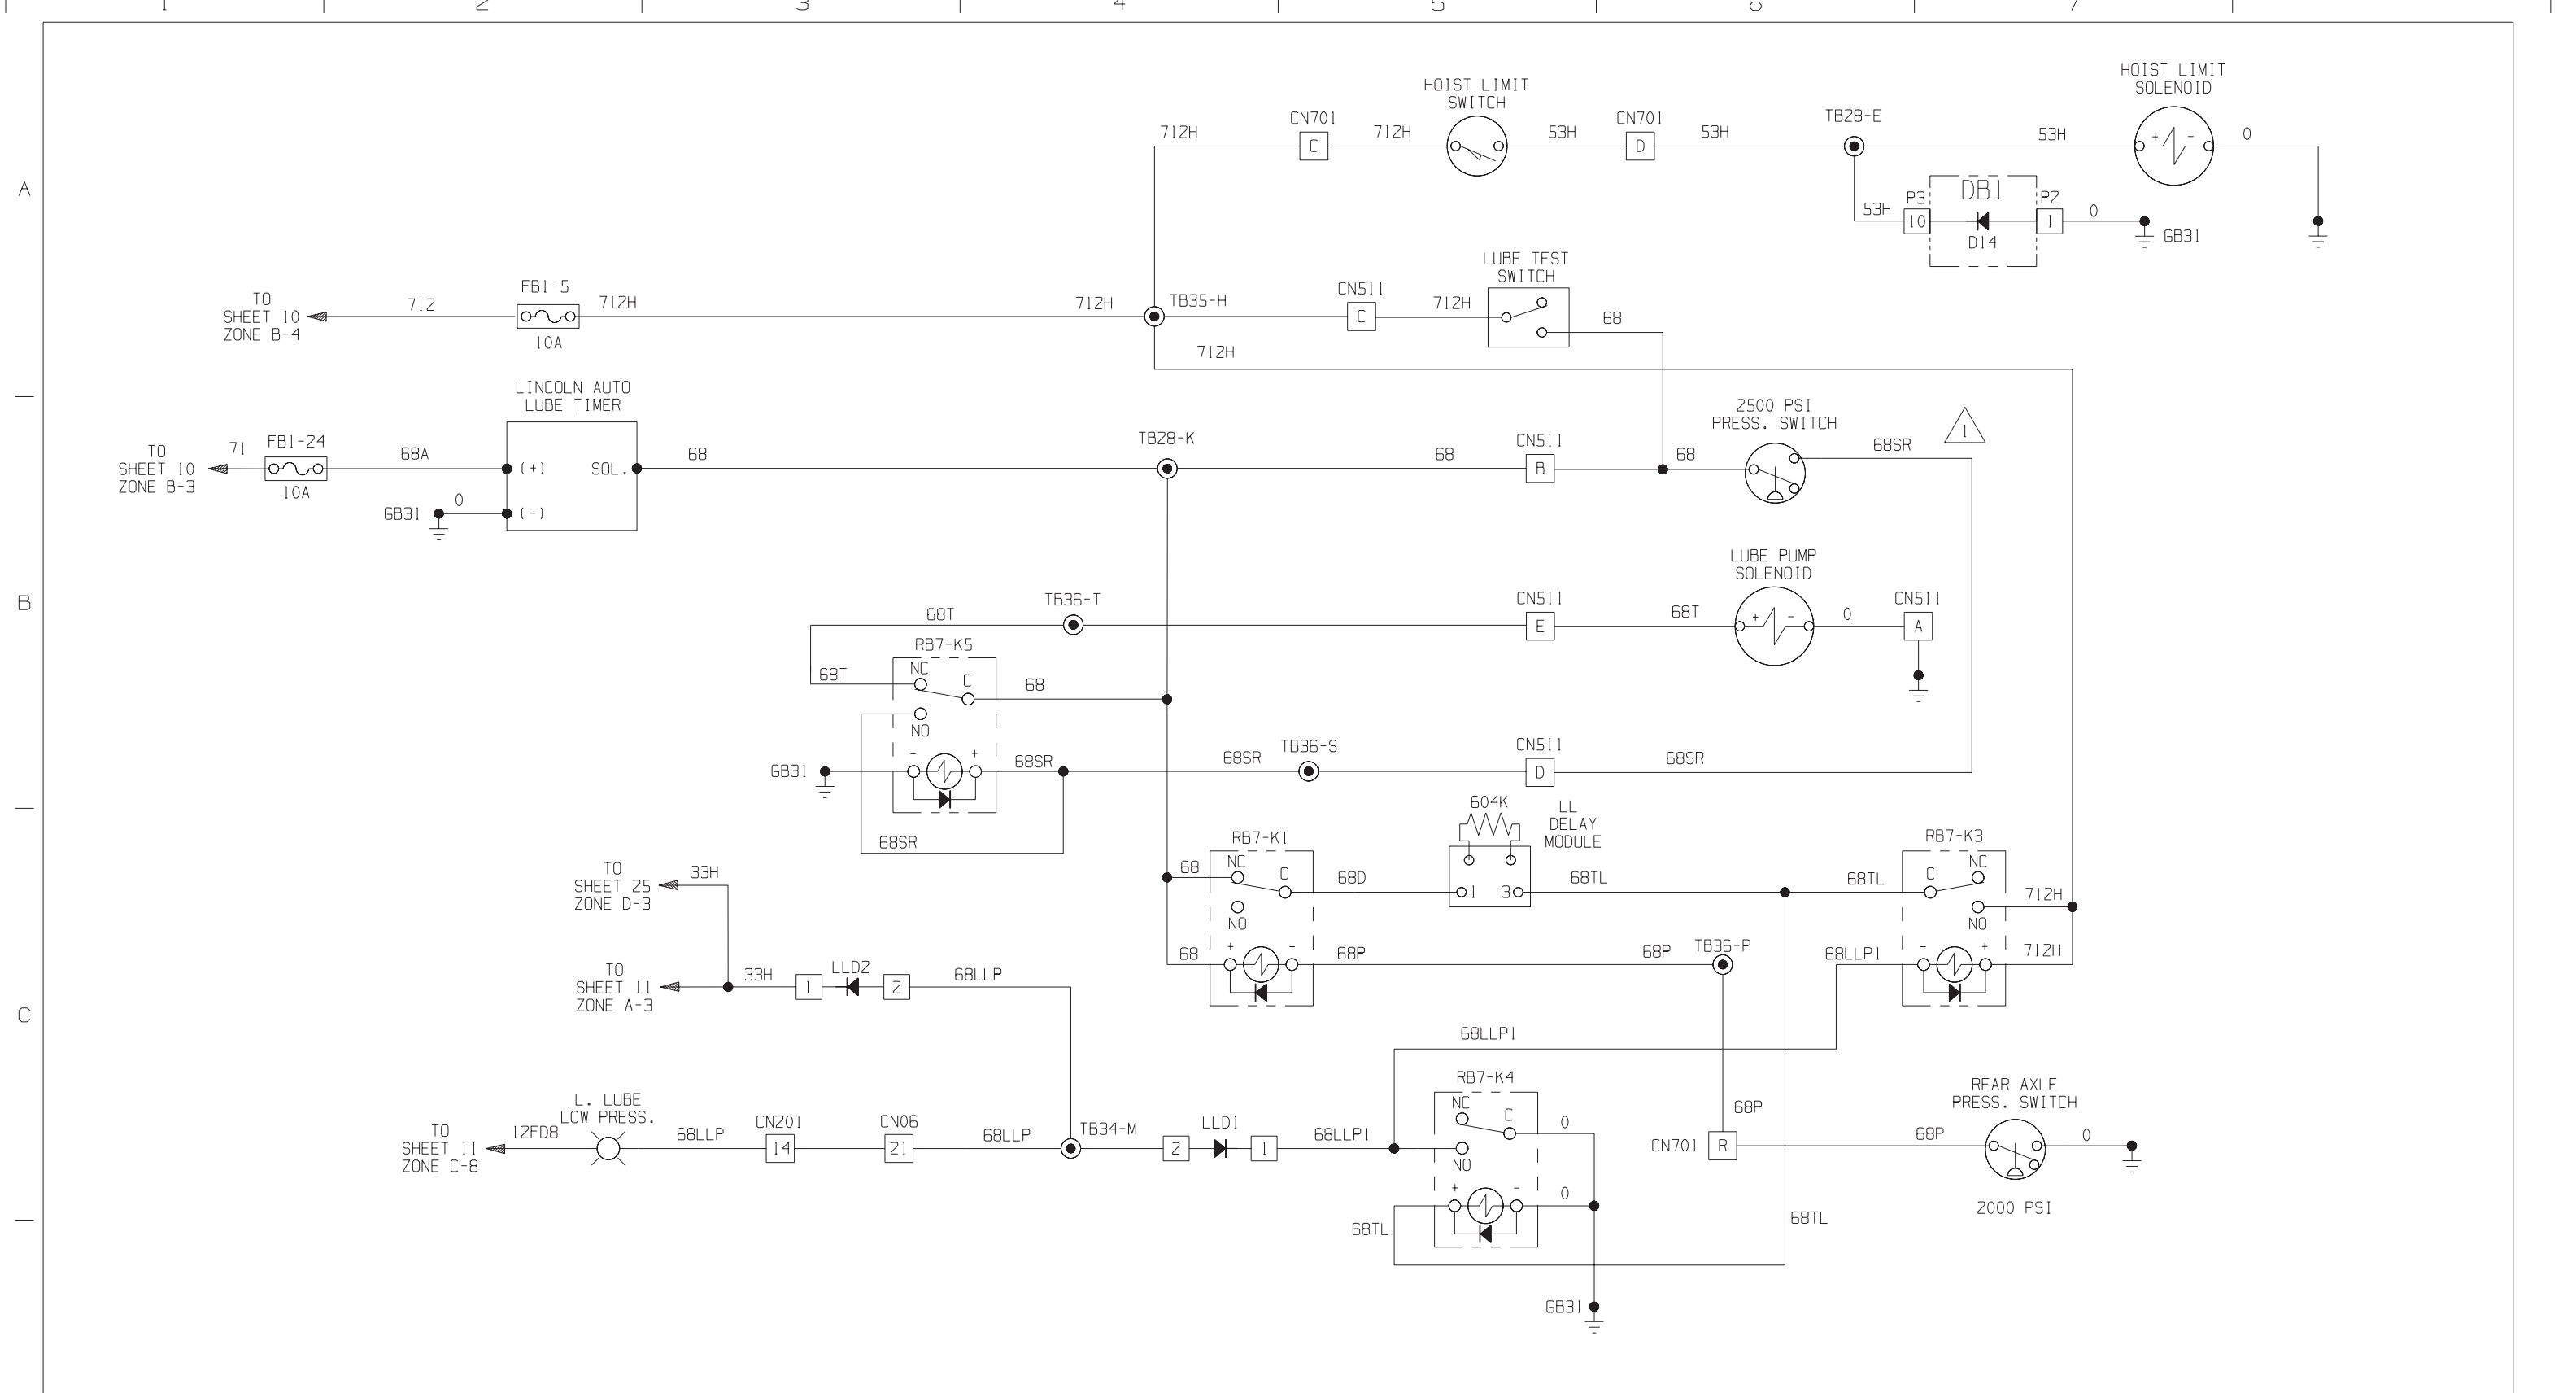 1 2 3 4 5 6 7
HOIST LIMIT
SWITCH
HOIST LIMIT
SOLENOID
712H
CN701
C
712H
53H
CN701
D
53H
TB28-E
53H
+ -
0
A
53H
P3
10
DB1
D14
P2
1
0
GB31
LUBE TEST
SWITCH
TO
SHEET 10
ZONE B-4
712
FB1-5
10A
712H
712H
TB35-H
CN511
C
712H
68
712H
LINCOLN AUTO
LUBE TIMER
2500 PSI
PRESS. SWITCH
1
TO
SHEET 10
ZONE B-3
71
FB1-24
10A
68A
(+)
SOL.
68
TB28-K
68
CN511
B
68
68SR
GB31
0
(-)
LUBE PUMP
SOLENOID
B
68T
TB36-T
CN511
E
68T
+ -
0
CN511
A
RB7-K5
68T
NC
C
68
NO
GB31
- +
68SR
68SR
TB36-S
CN511
D
68SR
68SR
604K
LL
DELAY
MODULE
RB7-K1
NC
68
C
NO
68D
1 3
68TL
68TL
RB7-K3
NC
C
NO
712H
TO
SHEET 25
ZONE D-3
33H
68
+ -
68P
68P
TB36-P
68LLP1
- +
712H
TO
SHEET 11
ZONE A-3
33H
1
LLD2
2
68LLP
C
68LLP1
RB7-K4
REAR AXLE
PRESS. SWITCH
L. LUBE
LOW PRESS.
TO
SHEET 11
ZONE C-8
12FD8
68LLP
CN201
14
CN06
21
68LLP
TB34-M
2
LLD1
1
68LLP1
NC
C
0
NO
68P
CN701
R
68P
0
2000 PSI
+ -
0
68TL
68TL
GB31